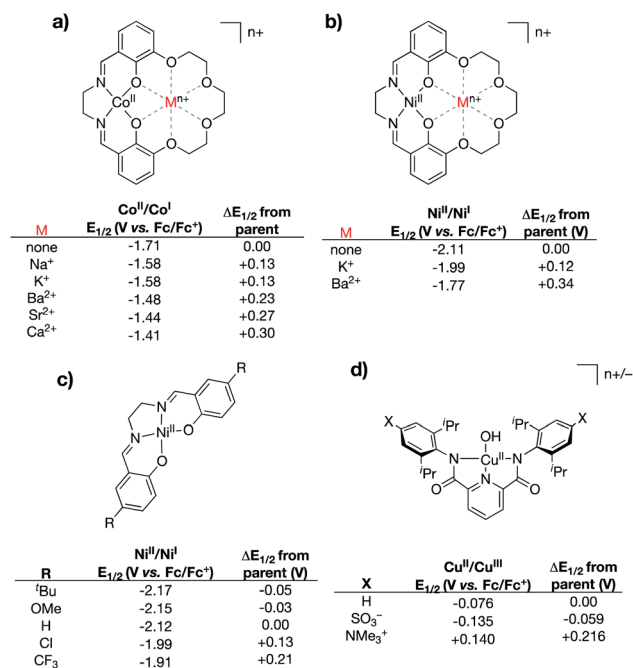 a)
n+
N
O
O
O
Co^II
M^n+
N
O
O
O
M
Co^II/Co^I
E1/2 (V vs. Fc/Fc+)
ΔE1/2 from parent
none -1.71 0.00
Na+ -1.58 +0.13
K+ -1.58 +0.13
Ba2+ -1.48 +0.23
Sr2+ -1.44 +0.27
Ca2+ -1.41 +0.30
b)
n+
N
O
O
O
Ni^II
M^n+
N
O
O
O
M
Ni^II/Ni^I
E1/2 (V vs. Fc/Fc+)
ΔE1/2 from
parent (V)
none -2.11 0.00
K+ -1.99 +0.12
Ba2+ -1.77 +0.34
c)
R
N
N
Ni^II
O
O
R
R
Ni^II/Ni^I
E1/2 (V vs. Fc/Fc+)
ΔE1/2 from
parent (V)
tBu -2.17 -0.05
OMe -2.15 -0.03
H -2.12 0.00
Cl -1.99 +0.13
CF3 -1.91 +0.21
d)
n+/−
X
iPr
OH
iPr
X
N
Cu^II
N
iPr
N
iPr
O
O
X
Cu^II/Cu^III
E1/2 (V vs. Fc/Fc+)
ΔE1/2 from
parent (V)
H -0.076 0.00
SO3− -0.135 -0.059
NMe3+ +0.140 +0.216